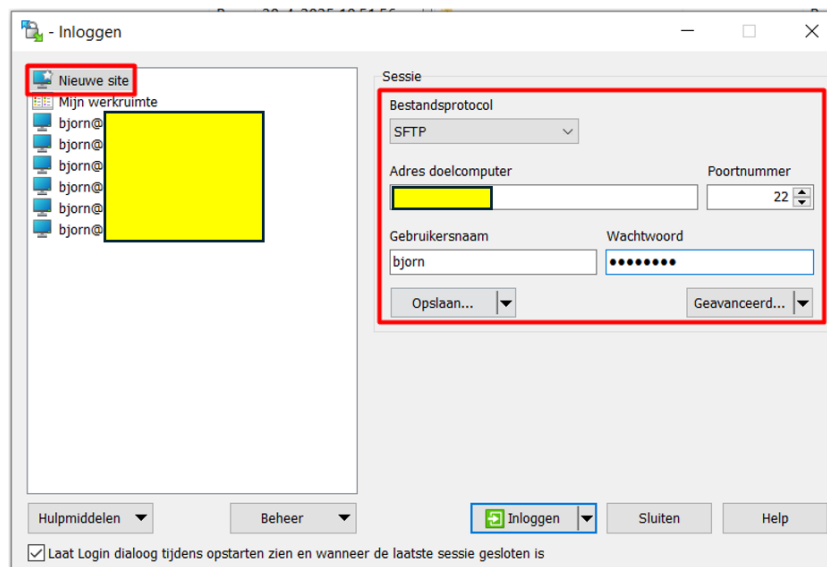 - Inloggen
Nieuwe site
Mijn werkruimte
bjorn@
bjorn@
bjorn@
bjorn@
bjorn@
bjorn@
Sessie
Bestandsprotocol
SFTP
Adres doelcomputer Poortnummer
22
Gebruikersnaam Wachtwoord
bjorn ●●●●●●●●
Opslaan... Geavanceerd...
Hulpmiddelen Beheer Inloggen Sluiten Help
Laat Login dialoog tijdens opstarten zien en wanneer de laatste sessie gesloten is